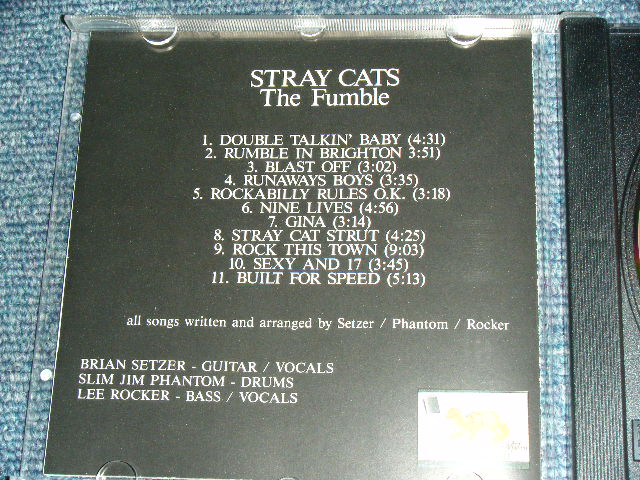 STRAY CATS
The Fumble
1. DOUBLE TALKIN' BABY (4:31)
2. RUMBLE IN BRIGHTON 3:51)
3. BLAST OFF (3:02)
4. RUNAWAYS BOYS (3:35)
5. ROCKABILLY RULES O.K. (3:18)
6. NINE LIVES (4:56)
7. GINA (3:14)
8. STRAY CAT STRUT (4:25)
9. ROCK THIS TOWN (9:03)
10. SEXY AND 17 (3:45)
11. BUILT FOR SPEED (5:13)
all songs written and arranged by Setzer / Phantom / Rocker
BRIAN SETZER - GUITAR / VOCALS
SLIM JIM PHANTOM - DRUMS
LEE ROCKER - BASS / VOCALS